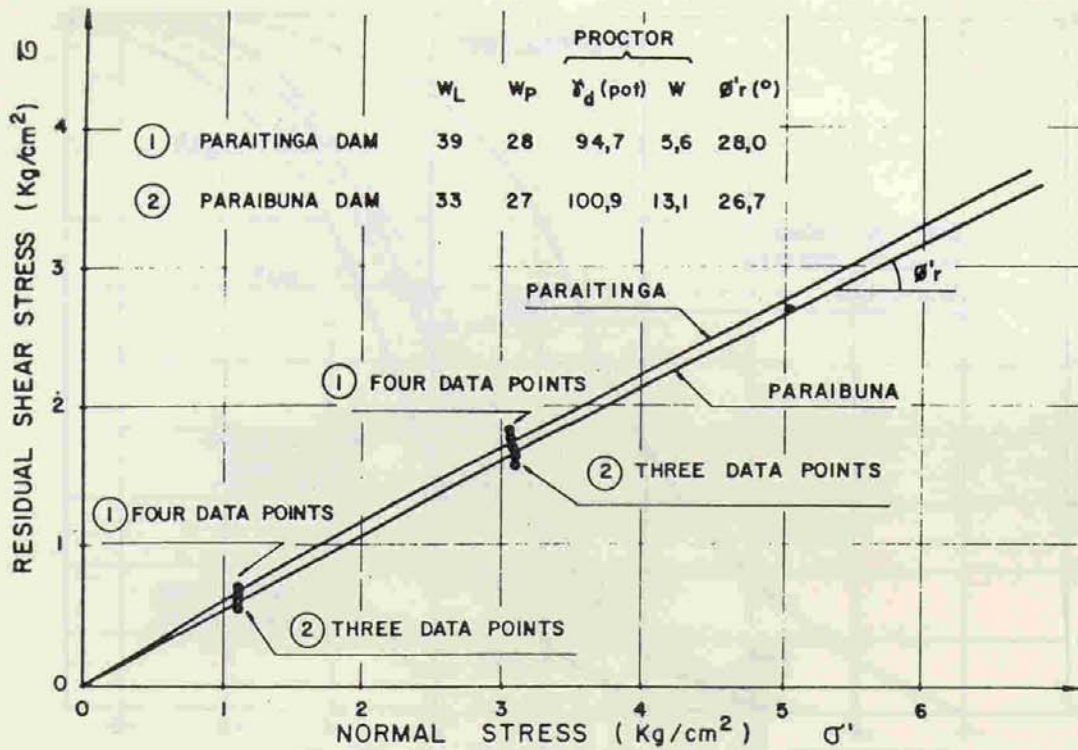 RESIDUAL SHEAR STRESS (Kg/cm²) σ
PROCTOR
W_L W_P γ_d (pot) W Ø'r (°)
① PARAITINGA DAM 39 28 94,7 5,6 28,0
② PARAIBUNA DAM 33 27 100,9 13,1 26,7
4
3
2
1
0
PARAITINGA
Ø'r
PARAIBUNA
① FOUR DATA POINTS
② THREE DATA POINTS
① FOUR DATA POINTS
② THREE DATA POINTS
0 1 2 3 4 5 6
NORMAL STRESS (Kg/cm²) σ'